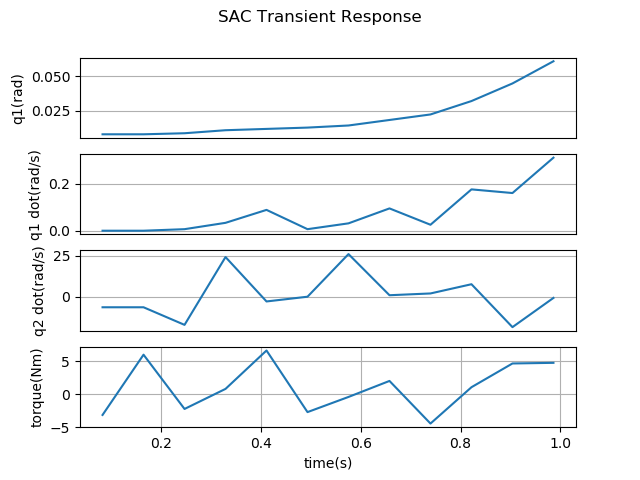 SAC Transient Response
q1(rad)
0.050
0.025
q1 dot(rad/s)
0.2
0.0
q2 dot(rad/s)
25
0
torque(Nm)
5
0
−5
0.2 0.4 0.6 0.8 1.0
time(s)